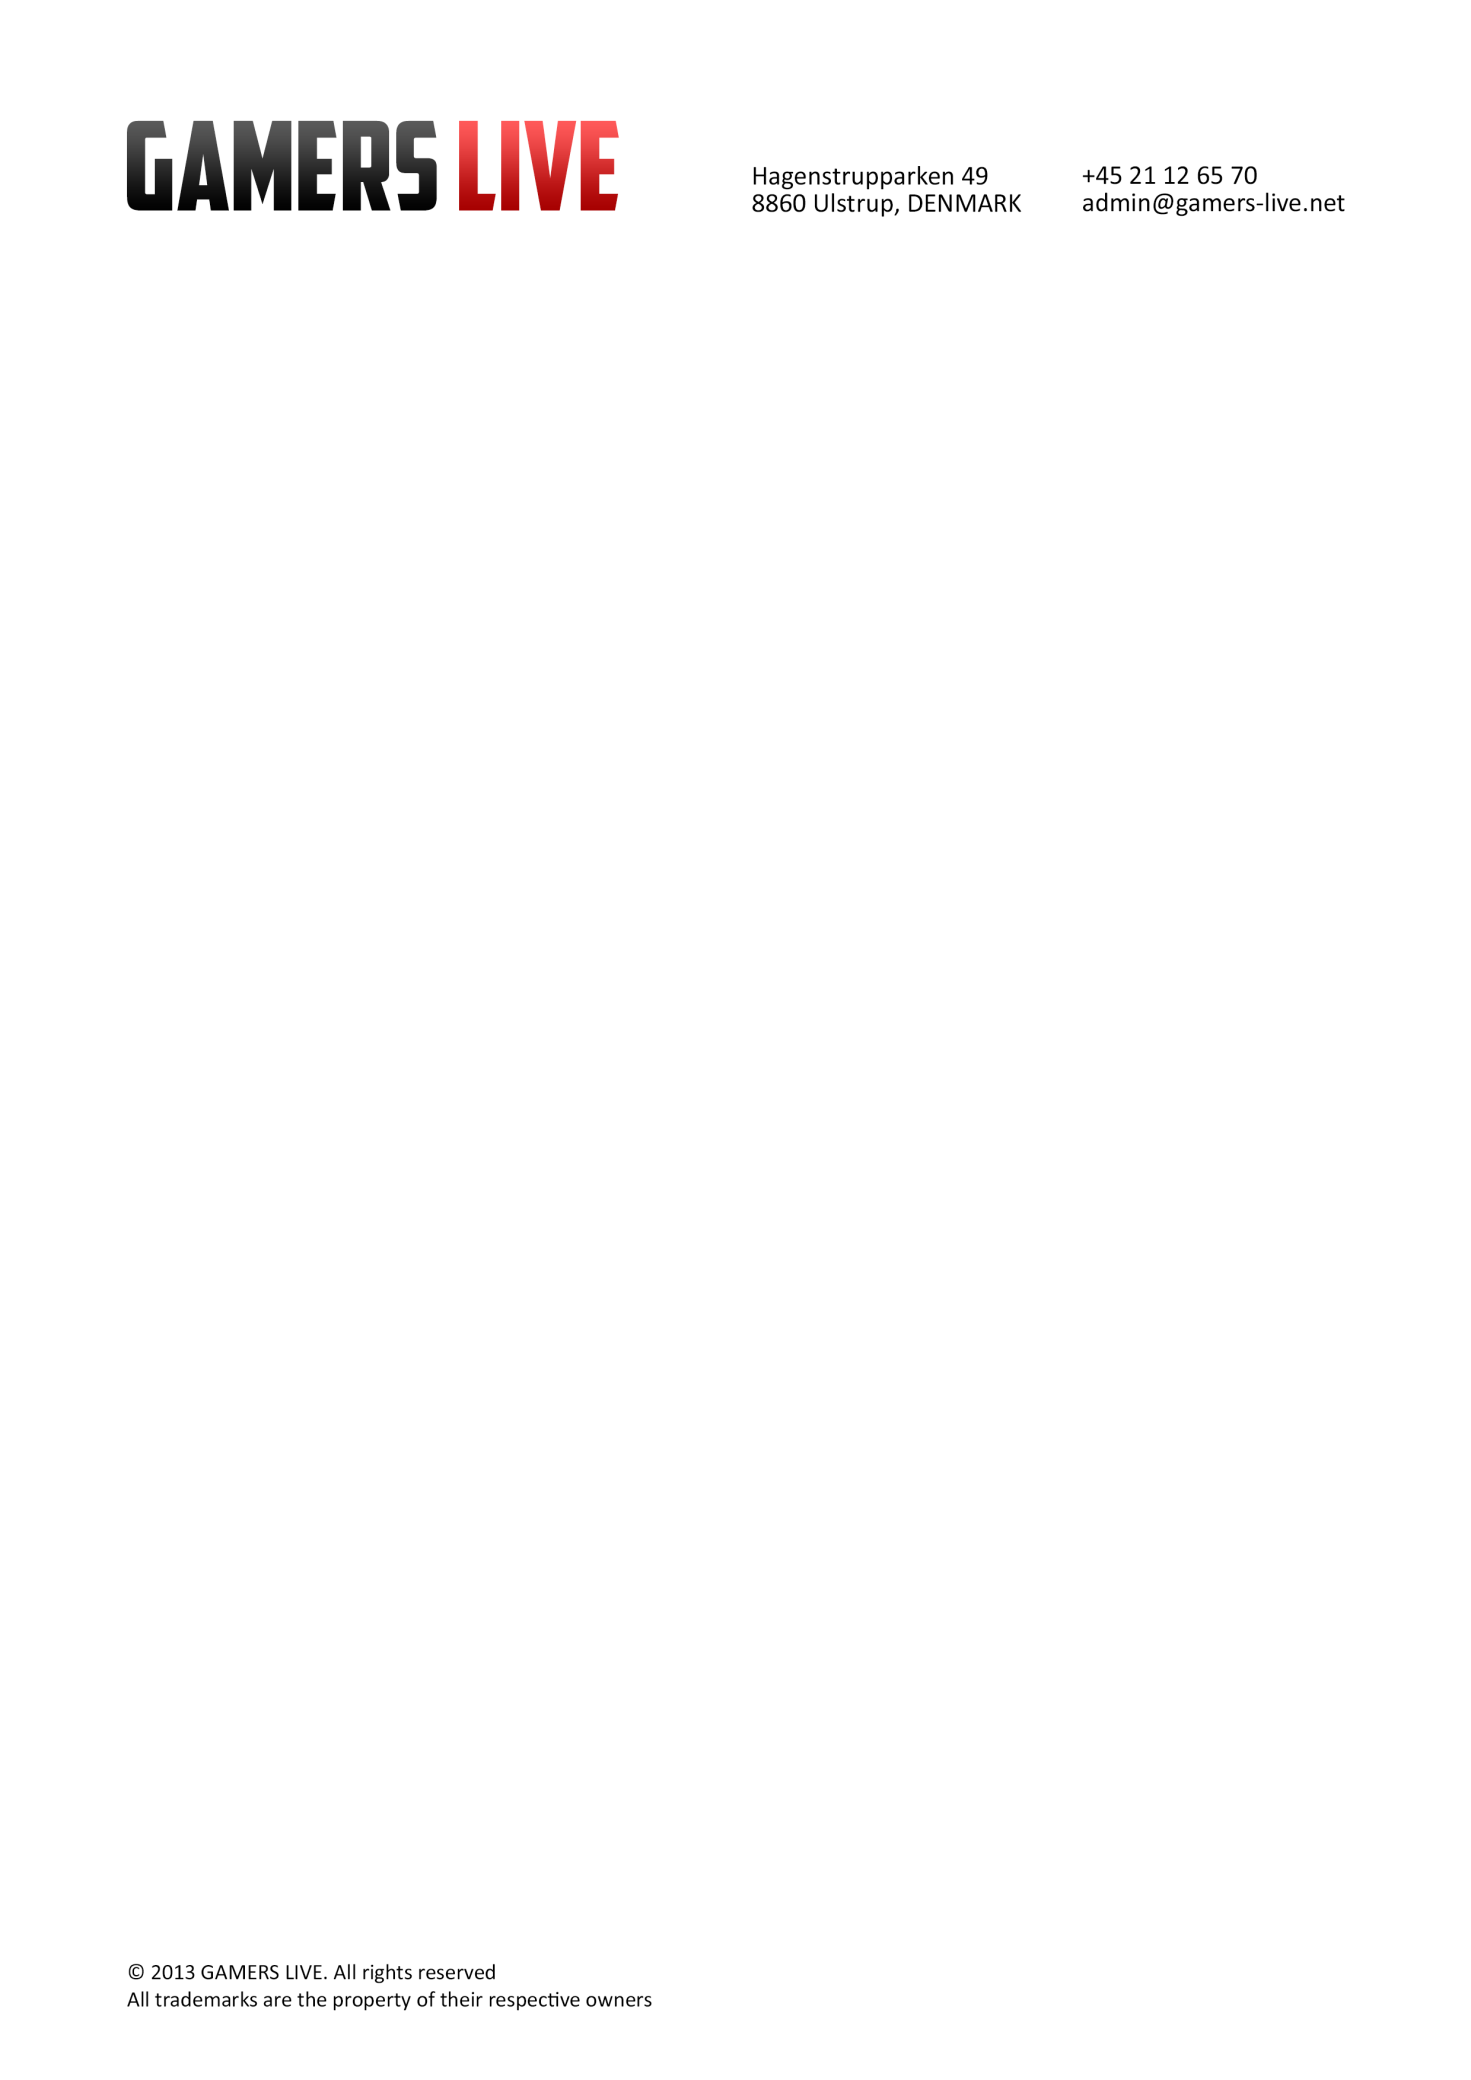 GAMERS LIVE
Hagenstrupparken 49
8860 Ulstrup, DENMARK
+45 21 12 65 70
admin@gamers-live.net
© 2013 GAMERS LIVE. All rights reserved
All trademarks are the property of their respective owners